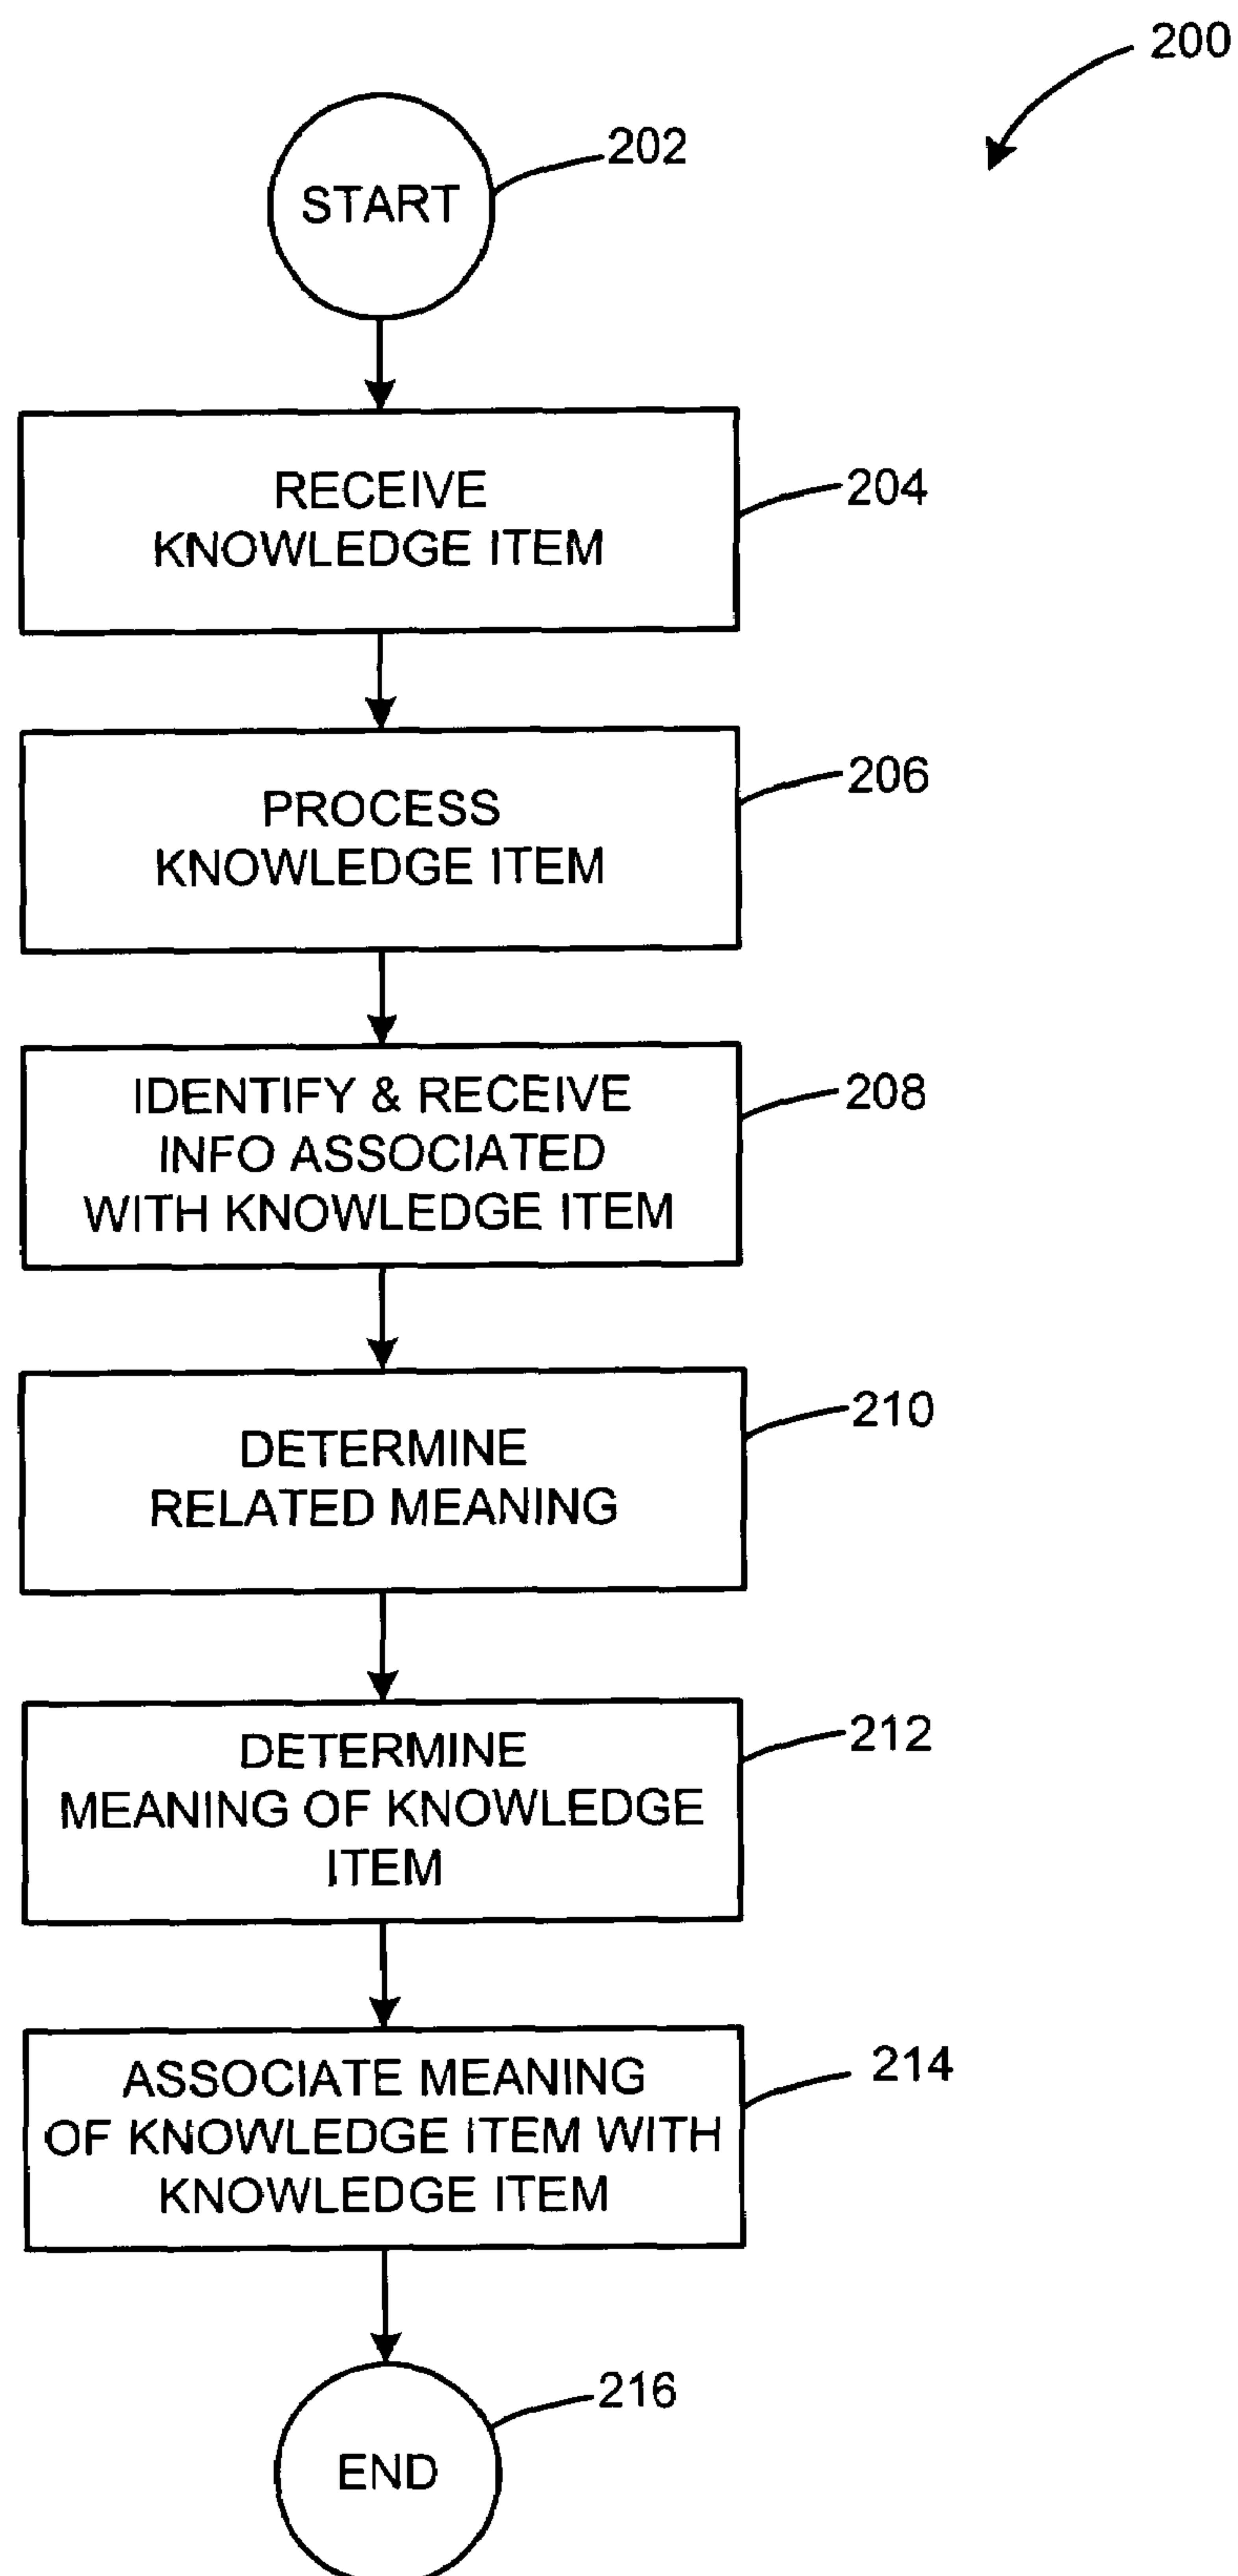 200
202
START
RECEIVE
KNOWLEDGE ITEM
204
PROCESS
KNOWLEDGE ITEM
206
IDENTIFY & RECEIVE
INFO ASSOCIATED
WITH KNOWLEDGE ITEM
208
DETERMINE
RELATED MEANING
210
DETERMINE
MEANING OF KNOWLEDGE
ITEM
212
ASSOCIATE MEANING
OF KNOWLEDGE ITEM WITH
KNOWLEDGE ITEM
214
216
END